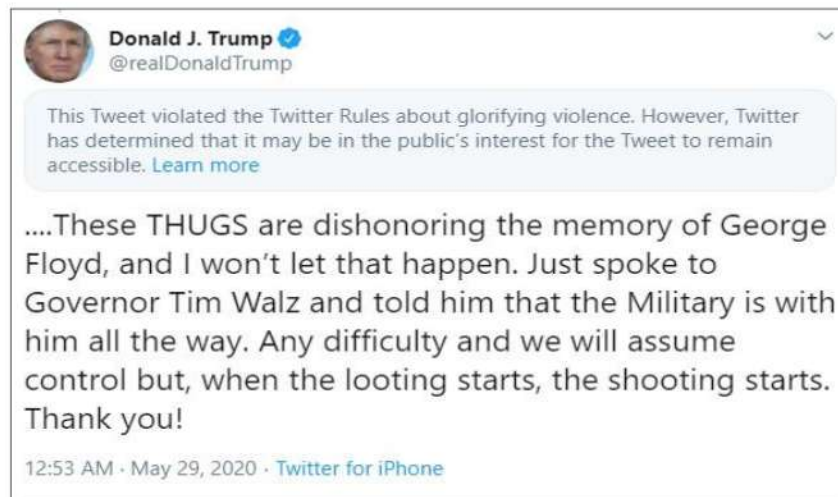 Donald J. Trump
@realDonaldTrump
This Tweet violated the Twitter Rules about glorifying violence. However, Twitter
has determined that it may be in the public's interest for the Tweet to remain
accessible. Learn more
....These THUGS are dishonoring the memory of George
Floyd, and I won't let that happen. Just spoke to
Governor Tim Walz and told him that the Military is with
him all the way. Any difficulty and we will assume
control but, when the looting starts, the shooting starts.
Thank you!
12:53 AM · May 29, 2020 · Twitter for iPhone